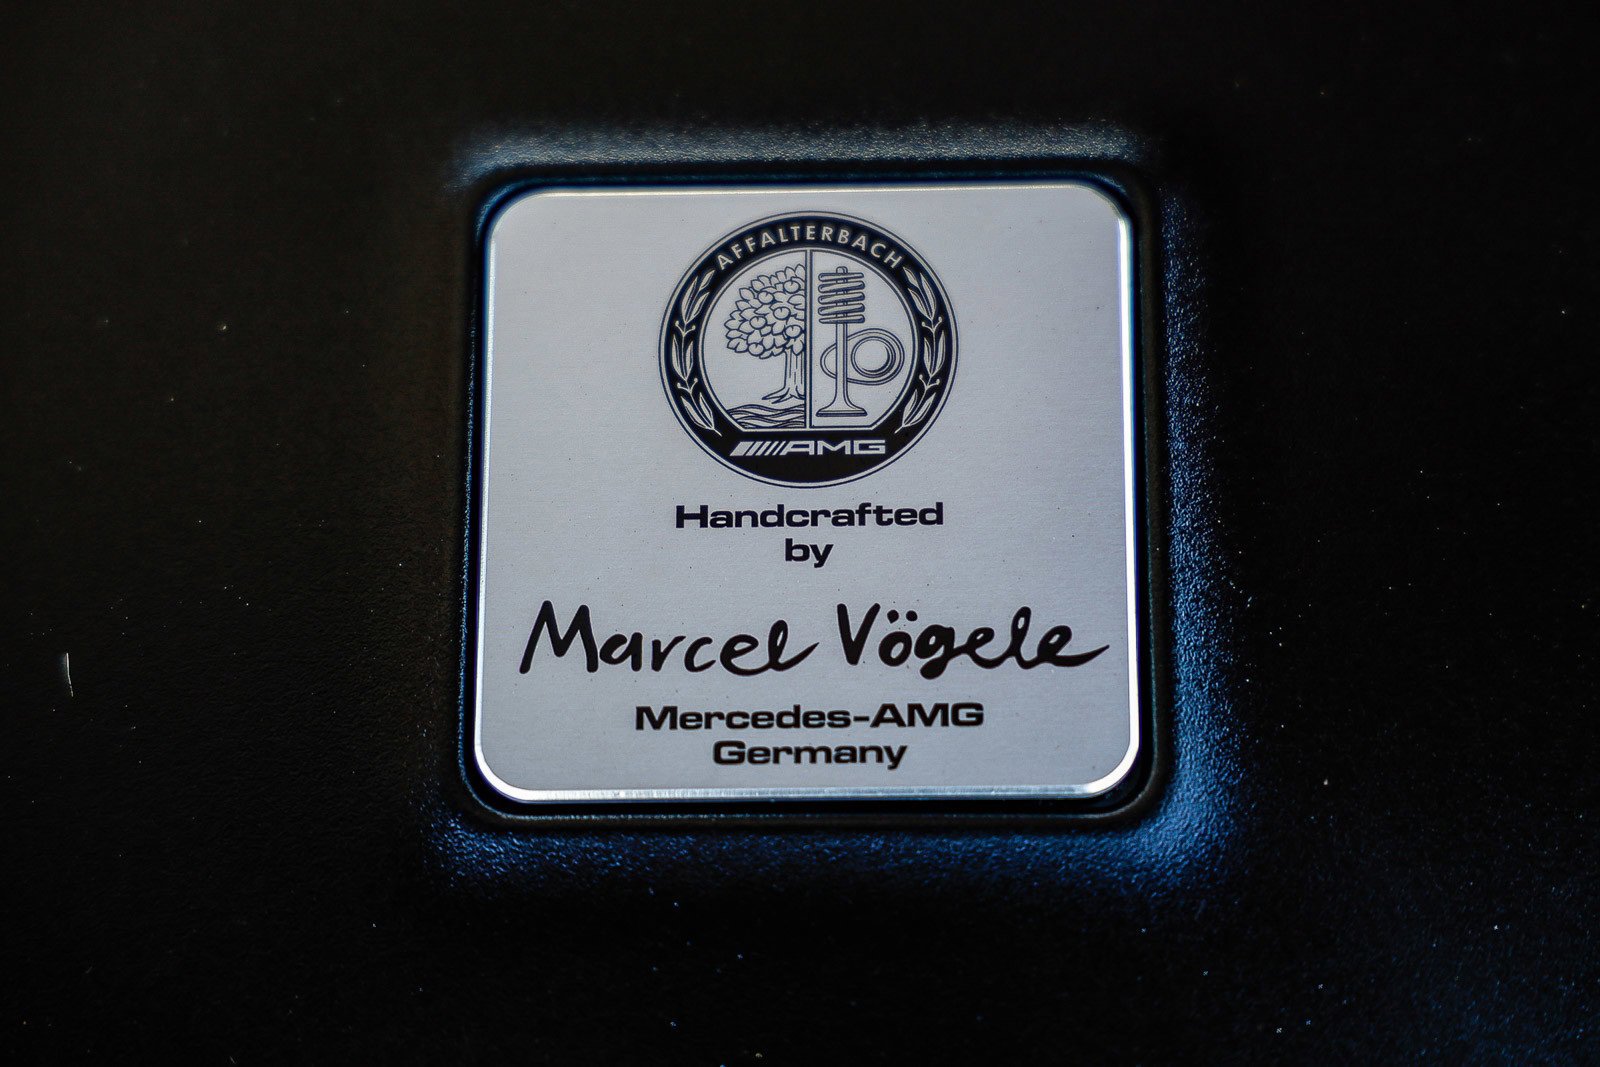 AFFALTERBACH
AMG
Handcrafted
by
Marcel Vögele
Mercedes-AMG
Germany